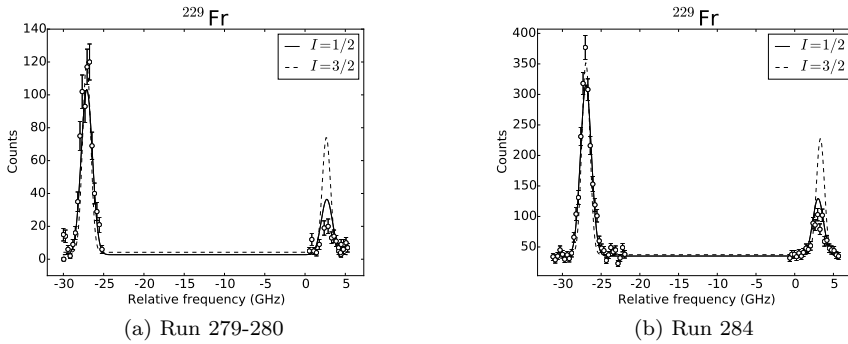 229Fr
140
120
100
80
60
40
20
0
Counts
-30 -25 -20 -15 -10 -5 0 5
Relative frequency (GHz)
I=1/2
I=3/2
(a) Run 279-280
229Fr
400
350
300
250
200
150
100
50
Counts
-30 -25 -20 -15 -10 -5 0 5
Relative frequency (GHz)
I=1/2
I=3/2
(b) Run 284